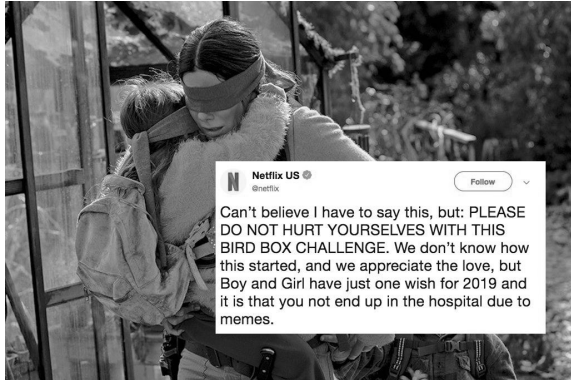 Netflix US
@netflix
Follow
Can't believe I have to say this, but: PLEASE
DO NOT HURT YOURSELVES WITH THIS
BIRD BOX CHALLENGE. We don't know how
this started, and we appreciate the love, but
Boy and Girl have just one wish for 2019 and
it is that you not end up in the hospital due to
memes.